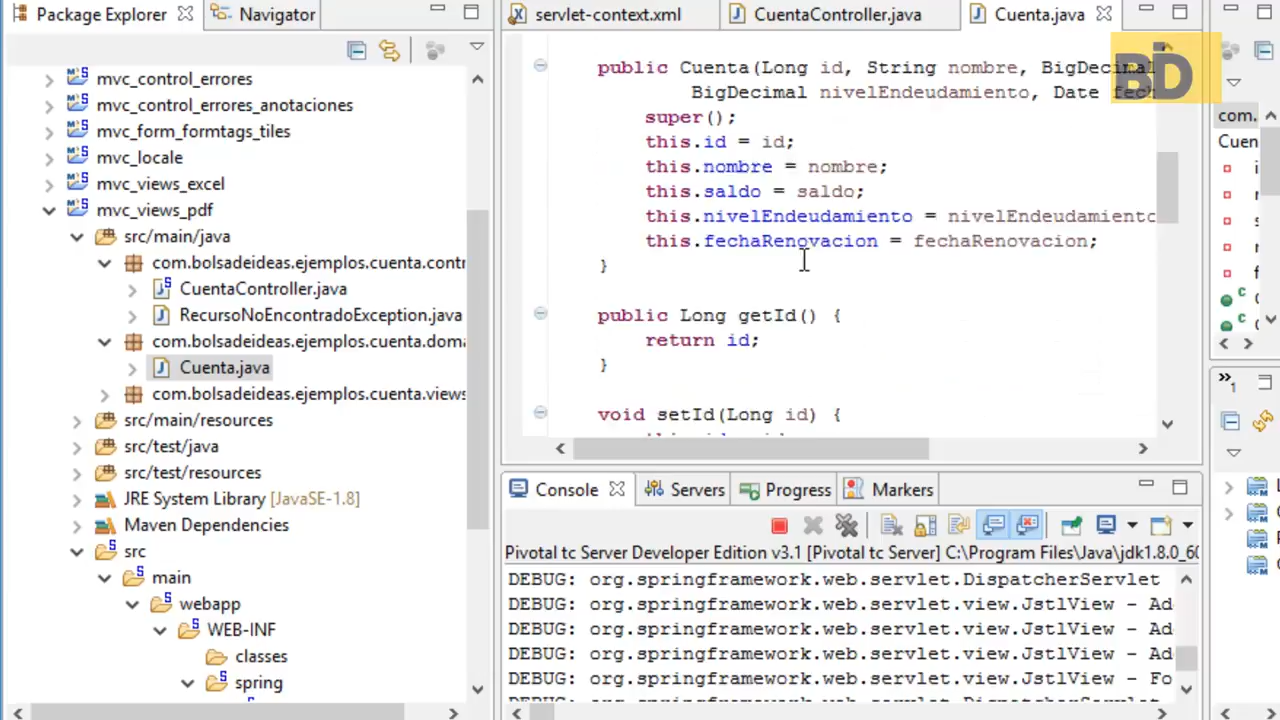 Package Explorer
Navigator
mvc_control_errores
mvc_control_errores_anotaciones
mvc_form_formtags_tiles
mvc_locale
mvc_views_excel
mvc_views_pdf
src/main/java
com.bolsadeideas.ejemplos.cuenta.contr
CuentaController.java
RecursoNoEncontradoException.java
com.bolsadeideas.ejemplos.cuenta.doma
Cuenta.java
com.bolsadeideas.ejemplos.cuenta.views
src/main/resources
src/test/java
src/test/resources
JRE System Library [JavaSE-1.8]
Maven Dependencies
src
main
webapp
WEB-INF
classes
spring
servlet-context.xml
CuentaController.java
Cuenta.java
BD
public Cuenta(Long id, String nombre, BigDecimal
BigDecimal nivelEndeudamiento, Date fech
super();
this.id = id;
this.nombre = nombre;
this.saldo = saldo;
this.nivelEndeudamiento = nivelEndeudamiento
this.fechaRenovacion = fechaRenovacion;
}
public Long getId() {
return id;
}
void setId(Long id) {
com.
Cuen
Console
Servers
Progress
Markers
Pivotal tc Server Developer Edition v3.1 [Pivotal tc Server] C:\Program Files\Java\jdk1.8.0_60
DEBUG: org.springframework.web.servlet.DispatcherServlet
DEBUG: org.springframework.web.servlet.view.JstlView - Ad
DEBUG: org.springframework.web.servlet.view.JstlView - Ad
DEBUG: org.springframework.web.servlet.view.JstlView - Ad
DEBUG: org.springframework.web.servlet.view.JstlView - Fo